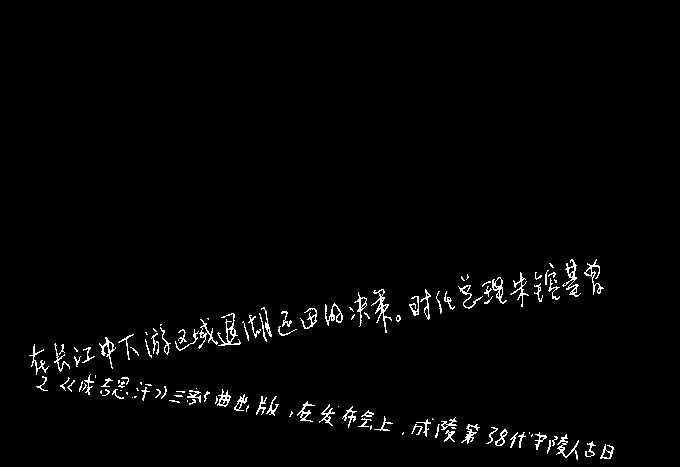 在长江中下游区域退湖还田的决策。时任总理朱镕基曾
2《成吉思汗》三部曲出版,在发布会上,成陵第38代守陵人古日